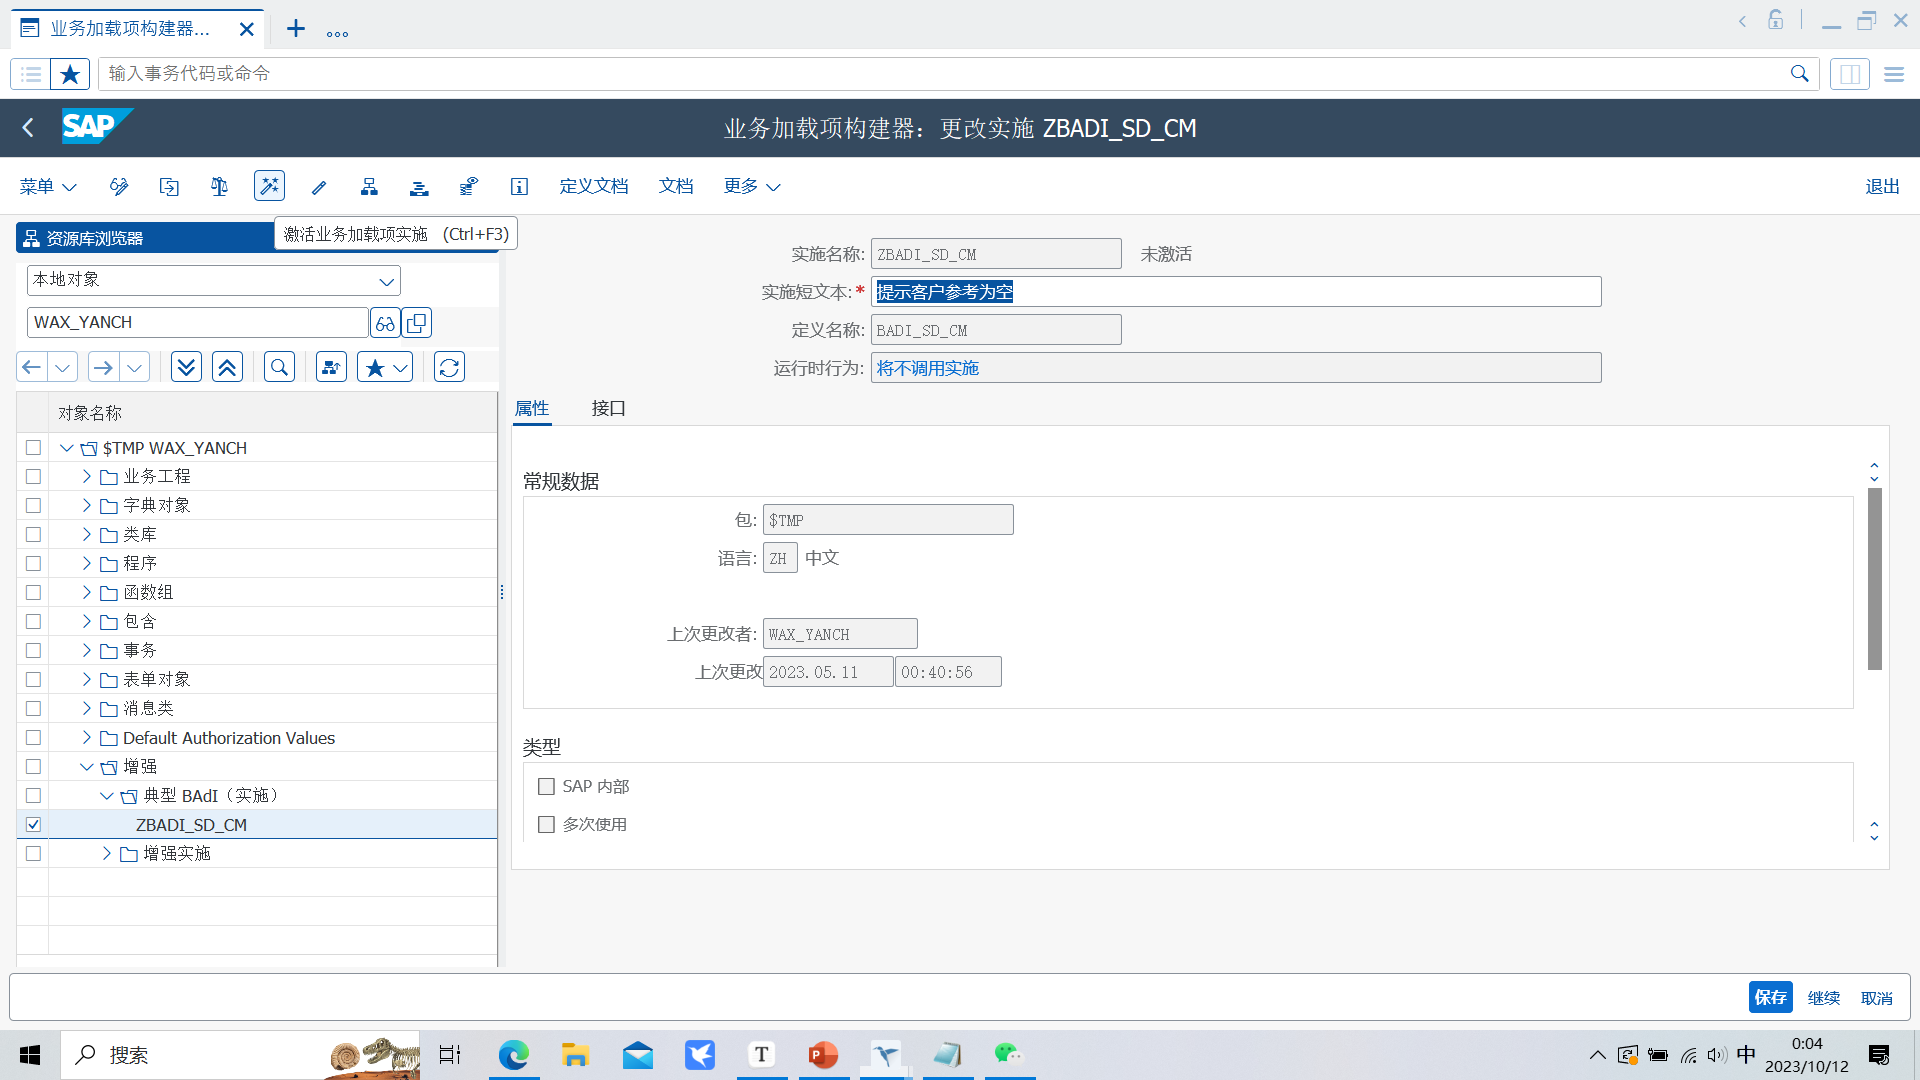 业务加载项构建器...
输入事务代码或命令
SAP
业务加载项构建器：更改实施 ZBADI_SD_CM
菜单
定义文档
文档
更多
退出
资源库浏览器
激活业务加载项实施 (Ctrl+F3)
本地对象
WAX_YANCH
对象名称
$TMP WAX_YANCH
业务工程
字典对象
类库
程序
函数组
包含
事务
表单对象
消息类
Default Authorization Values
增强
典型 BAdI（实施）
ZBADI_SD_CM
增强实施
实施名称: ZBADI_SD_CM 未激活
实施短文本:* 提示客户参考为空
定义名称: BADI_SD_CM
运行时行为: 将不调用实施
属性 接口
常规数据
包: $TMP
语言: ZH 中文
上次更改者: WAX_YANCH
上次更改 2023.05.11 00:40:56
类型
SAP 内部
多次使用
保存 继续 取消
搜索
T
P
中
0:04
2023/10/12